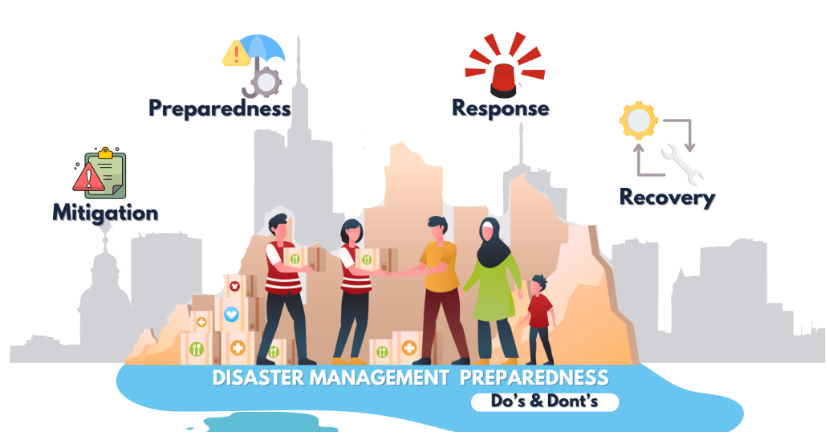 Preparedness
Response
Mitigation
Recovery
DISASTER MANAGEMENT PREPAREDNESS
Do's & Dont's